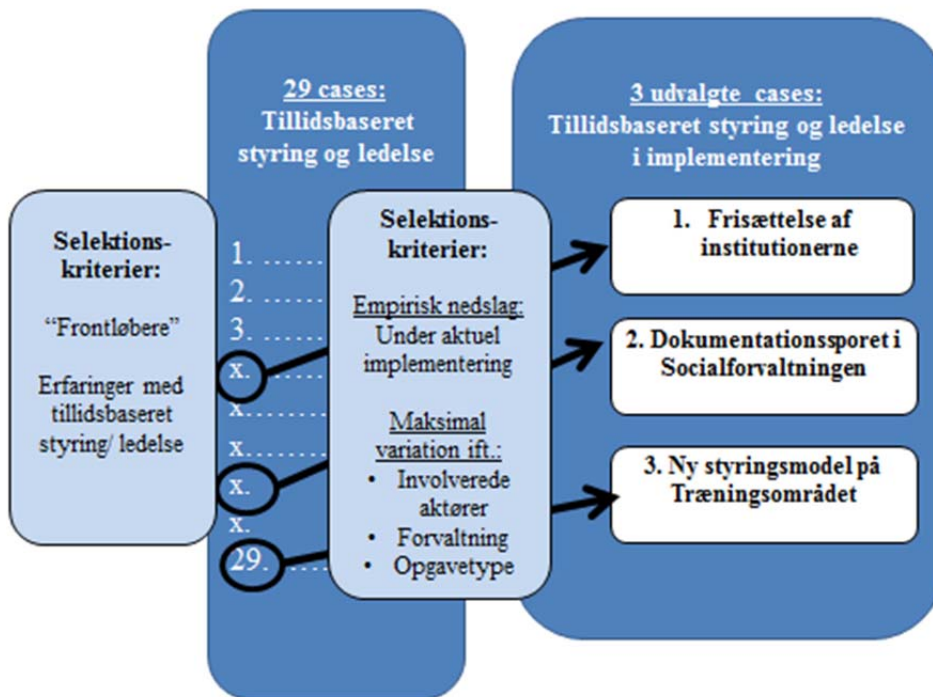 Selektions-
kriterier:
“Frontløbere”
Erfaringer med
tillidsbaseret
styring/ ledelse
29 cases:
Tillidsbaseret
styring og ledelse
1. ......
2. ......
3. ......
x. ......
x. ......
x. ......
x. ......
x.
29. ......
Selektions-
kriterier:
Empirisk nedslag:
Under aktuel
implementering
Maksimal
variation ift.:
• Involverede
aktører
• Forvaltning
• Opgavetype
3 udvalgte cases:
Tillidsbaseret styring og ledelse
i implementering
1. Frisættelse af
institutionerne
2. Dokumentationssporet i
Socialforvaltningen
3. Ny styringsmodel på
Træningsområdet